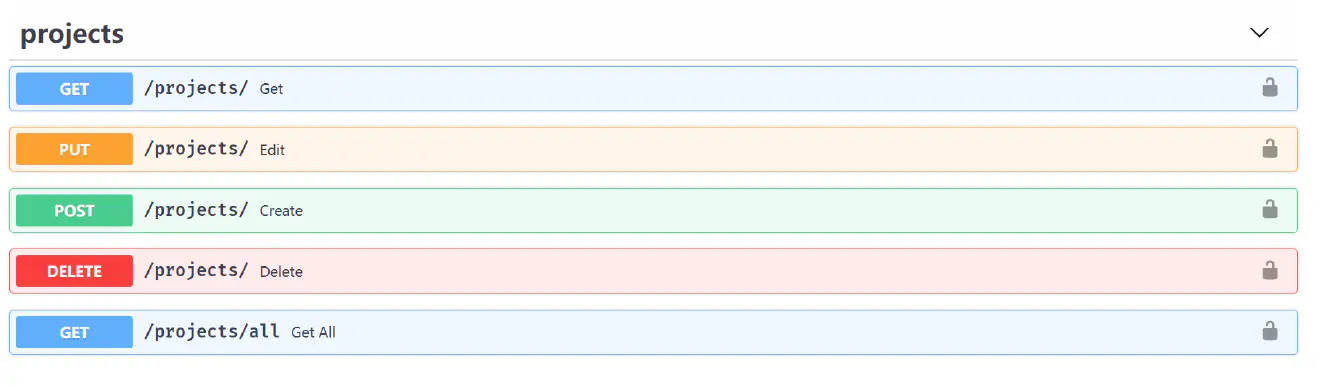 projects
GET /projects/ Get
PUT /projects/ Edit
POST /projects/ Create
DELETE /projects/ Delete
GET /projects/all Get All